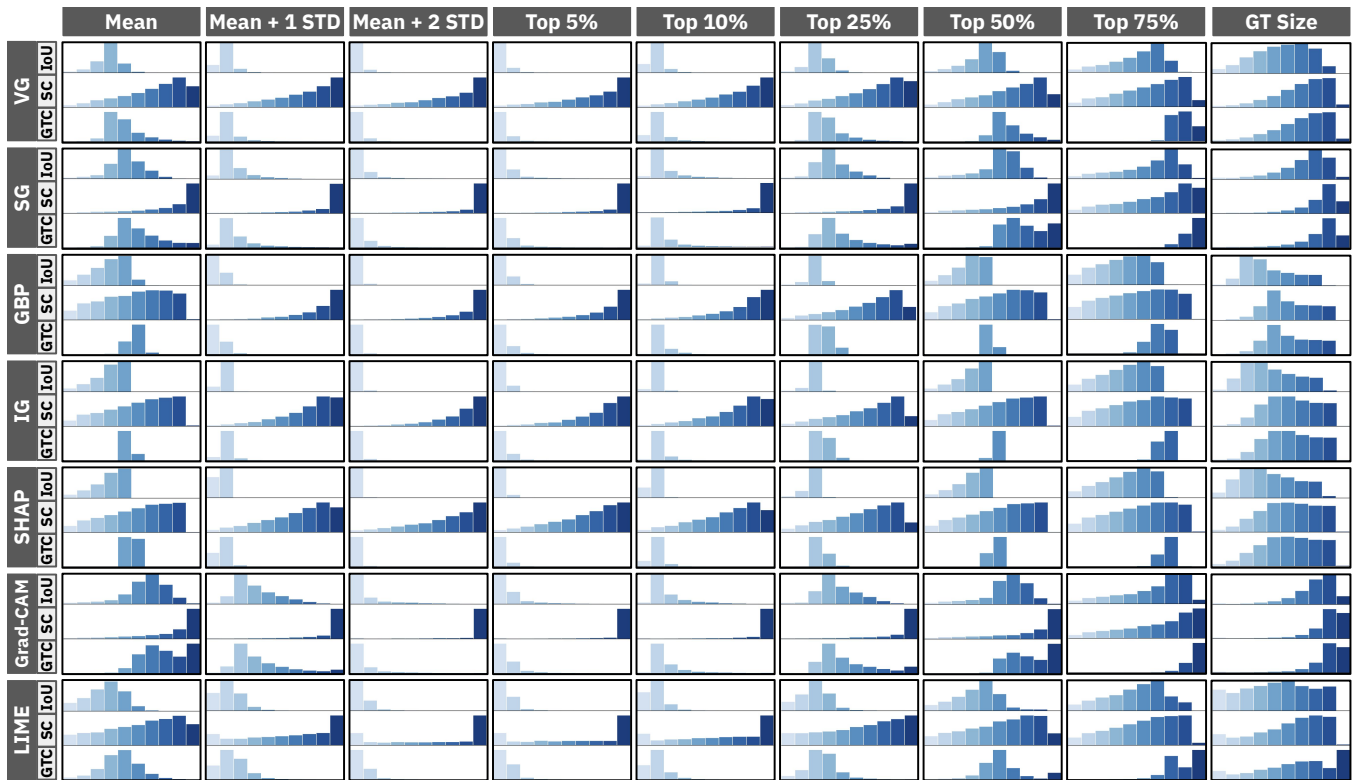 Mean Mean + 1 STD Mean + 2 STD Top 5% Top 10% Top 25% Top 50% Top 75% GT Size
VG
IoU
SC
GTC
SG
IoU
SC
GTC
GBP
IoU
SC
GTC
IG
IoU
SC
GTC
SHAP
IoU
SC
GTC
Grad-CAM
IoU
SC
GTC
LIME
IoU
SC
GTC